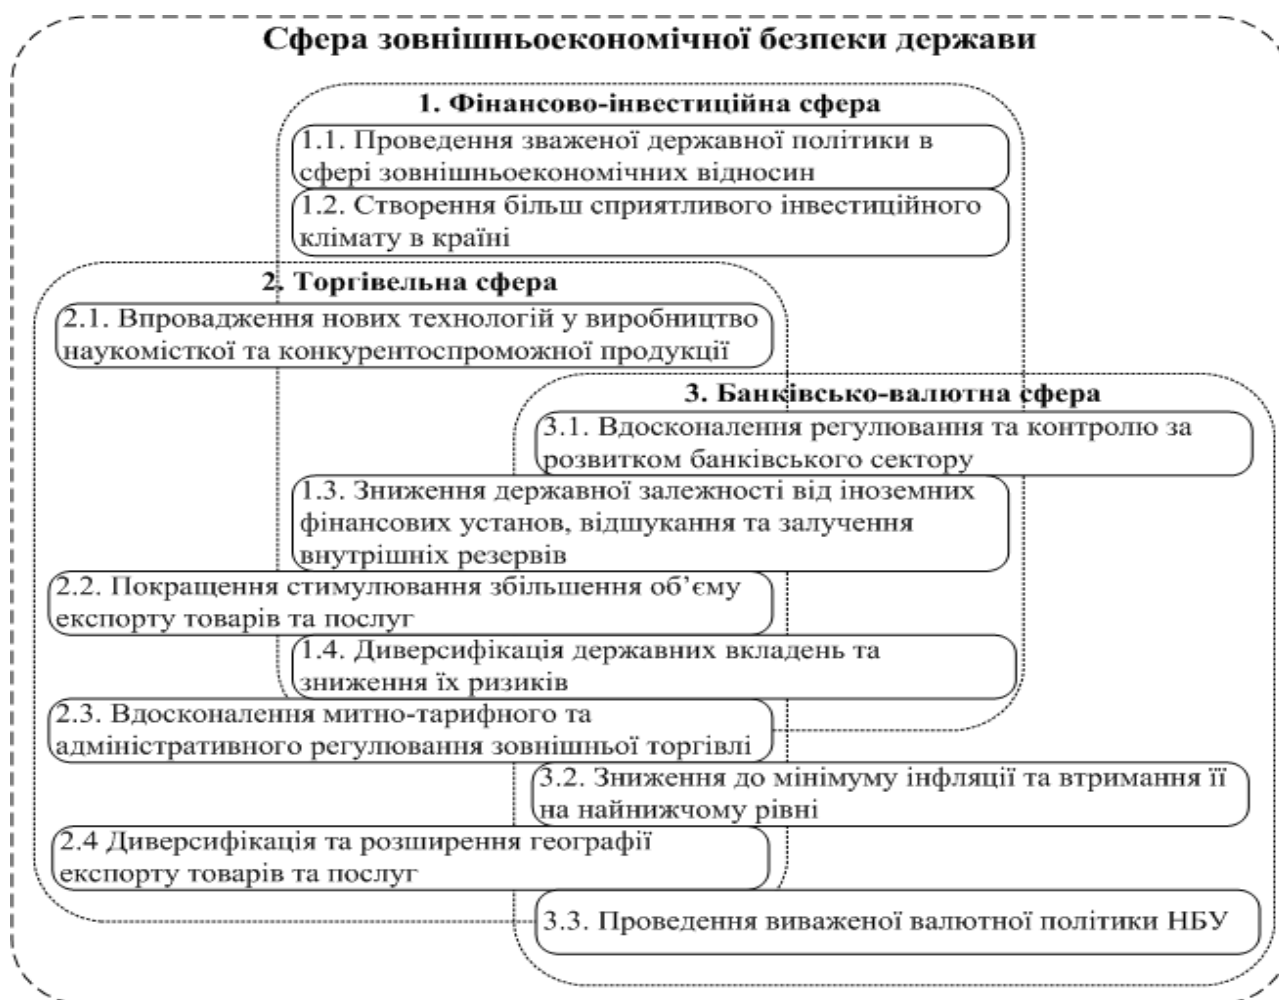 Сфера зовнішньоекономічної безпеки держави
1. Фінансово-інвестиційна сфера
1.1. Проведення зваженої державної політики в
сфері зовнішньоекономічних відносин
1.2. Створення більш сприятливого інвестиційного
клімату в країні
2. Торгівельна сфера
2.1. Впровадження нових технологій у виробництво
наукомісткої та конкурентоспроможної продукції
3. Банківсько-валютна сфера
3.1. Вдосконалення регулювання та контролю за
розвитком банківського сектору
1.3. Зниження державної залежності від іноземних
фінансових установ, відшукання та залучення
внутрішніх резервів
2.2. Покращення стимулювання збільшення об’єму
експорту товарів та послуг
1.4. Диверсифікація державних вкладень та
зниження їх ризиків
2.3. Вдосконалення митно-тарифного та
адміністративного регулювання зовнішньої торгівлі
3.2. Зниження до мінімуму інфляції та втримання її
на найнижчому рівні
2.4 Диверсифікація та розширення географії
експорту товарів та послуг
3.3. Проведення виваженої валютної політики НБУ